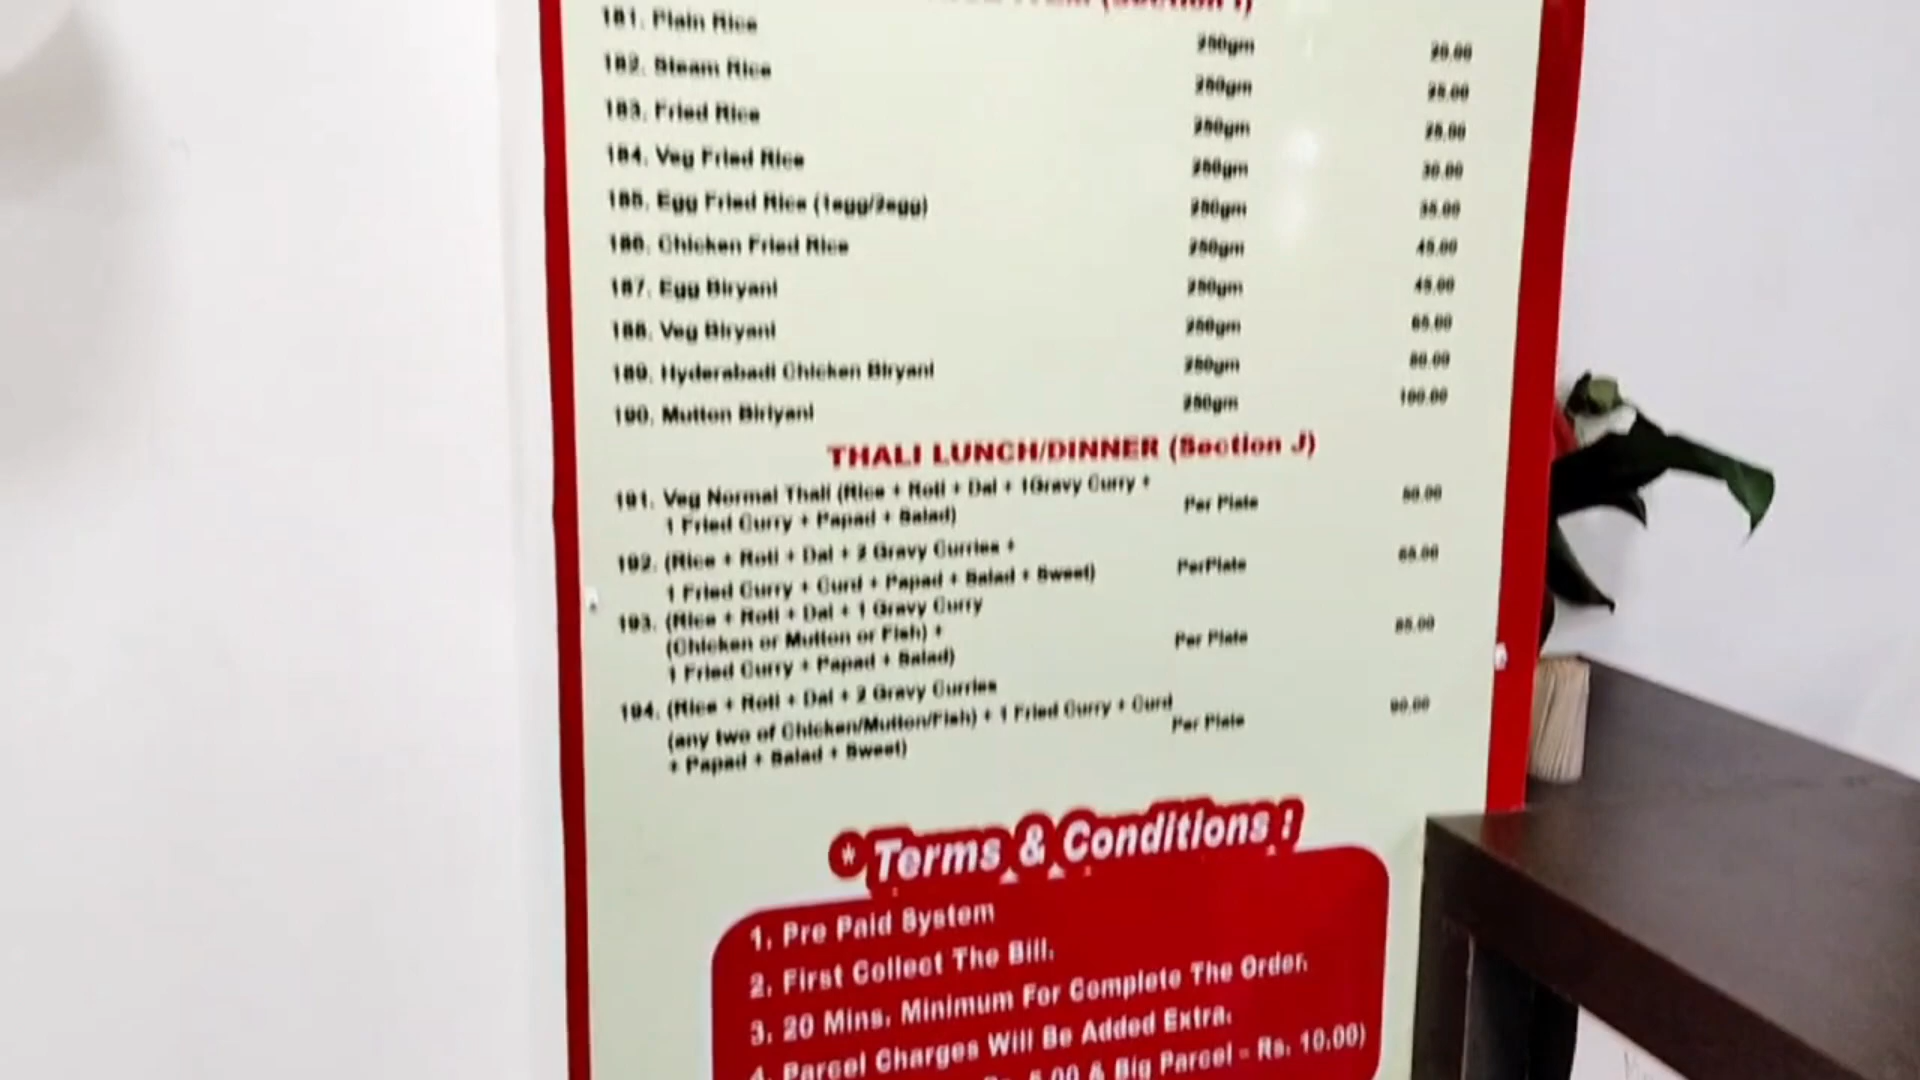 (Section I)
181. Plain Rice 250gm 20.00
182. Steam Rice 250gm 25.00
183. Fried Rice 250gm 25.00
184. Veg Fried Rice 250gm 30.00
185. Egg Fried Rice (1egg/2egg) 250gm 35.00
186. Chicken Fried Rice 250gm 45.00
187. Egg Biryani 250gm 45.00
188. Veg Biryani 250gm 65.00
189. Hyderabadi Chicken Biryani 250gm 80.00
190. Mutton Biriyani 250gm 100.00
THALI LUNCH/DINNER (Section J)
191. Veg Normal Thali (Rice + Roti + Dal + 1Gravy Curry +
1 Fried Curry + Papad + Salad) Per Plate
192. (Rice + Roti + Dal + 2 Gravy Curries +
1 Fried Curry + Curd + Papad + Salad + Sweet) PerPlate
193. (Rice + Roti + Dal + 1 Gravy Curry
(Chicken or Mutton or Fish) + Per Plate
1 Fried Curry + Papad + Salad)
194. (Rice + Roti + Dal + 2 Gravy Curries
(any two of Chicken/Mutton/Fish) + 1 Fried Curry + Curd Per Plate 90.00
+ Papad + Salad + Sweet)
* Terms & Conditions :
1. Pre Paid System
2. First Collect The Bill.
3. 20 Mins. Minimum For Complete The Order.
4. Parcel Charges Will Be Added Extra.
Rs. 5.00 & Big Parcel - Rs. 10.00)